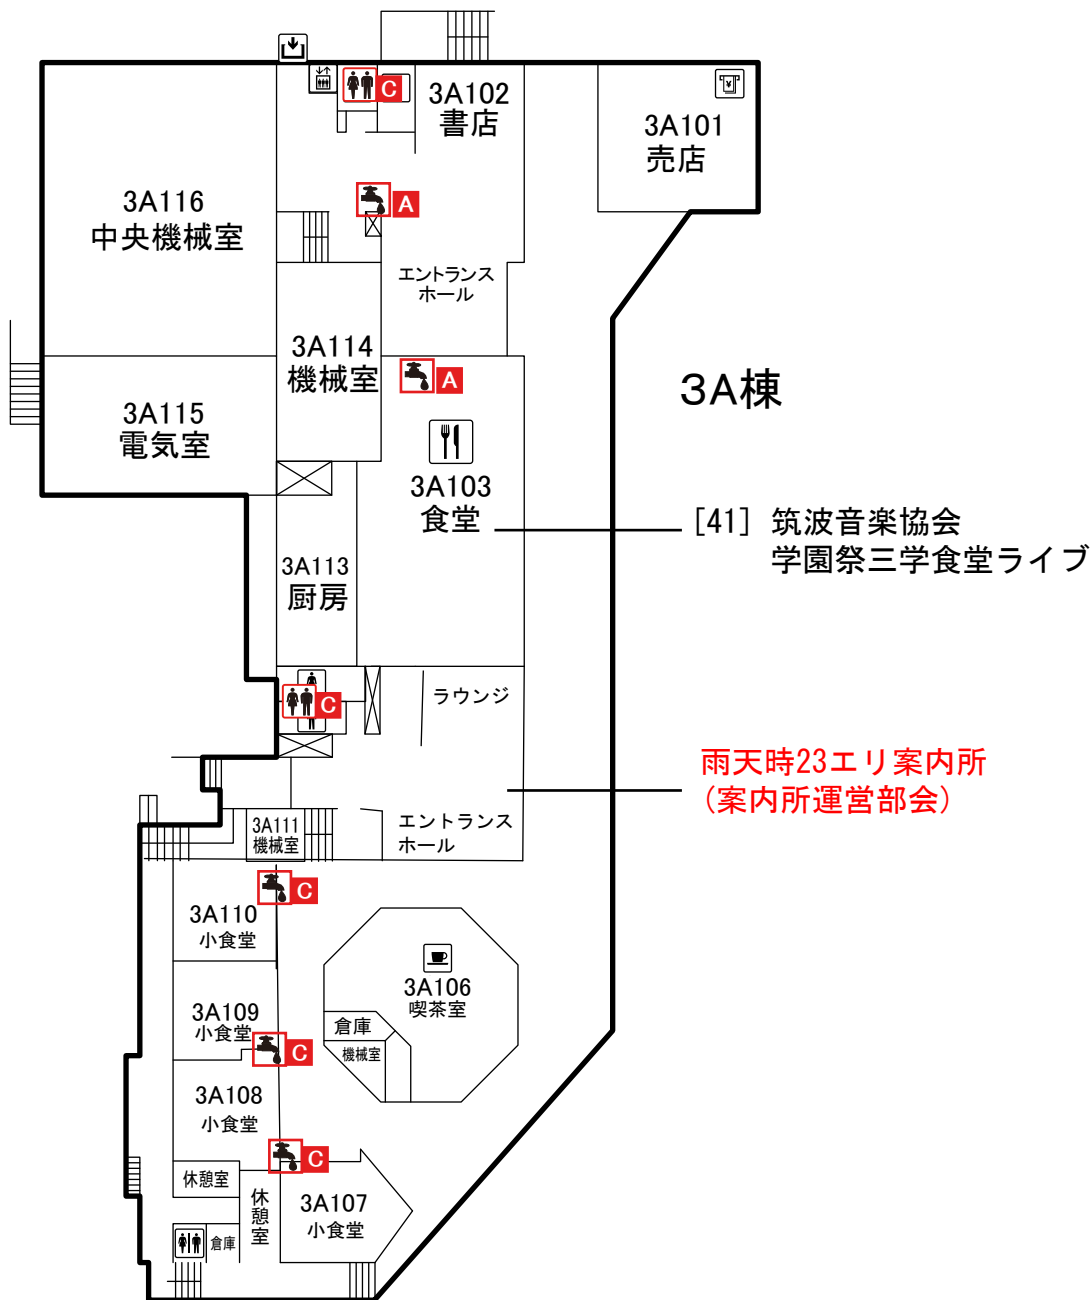 C
3A102
書店
¥
3A101
売店
3A116
中央機械室
A
エントランス
ホール
3A114
機械室
A
3A棟
3A115
電気室
3A103
食堂
[41] 筑波音楽協会
学園祭三学食堂ライブ
3A113
厨房
C
ラウンジ
雨天時23エリ案内所
(案内所運営部会)
3A111
機械室
エントランス
ホール
C
3A110
小食堂
3A106
喫茶室
3A109
小食堂
倉庫
機械室
C
3A108
小食堂
C
休憩室
休憩室
3A107
小食堂
倉庫